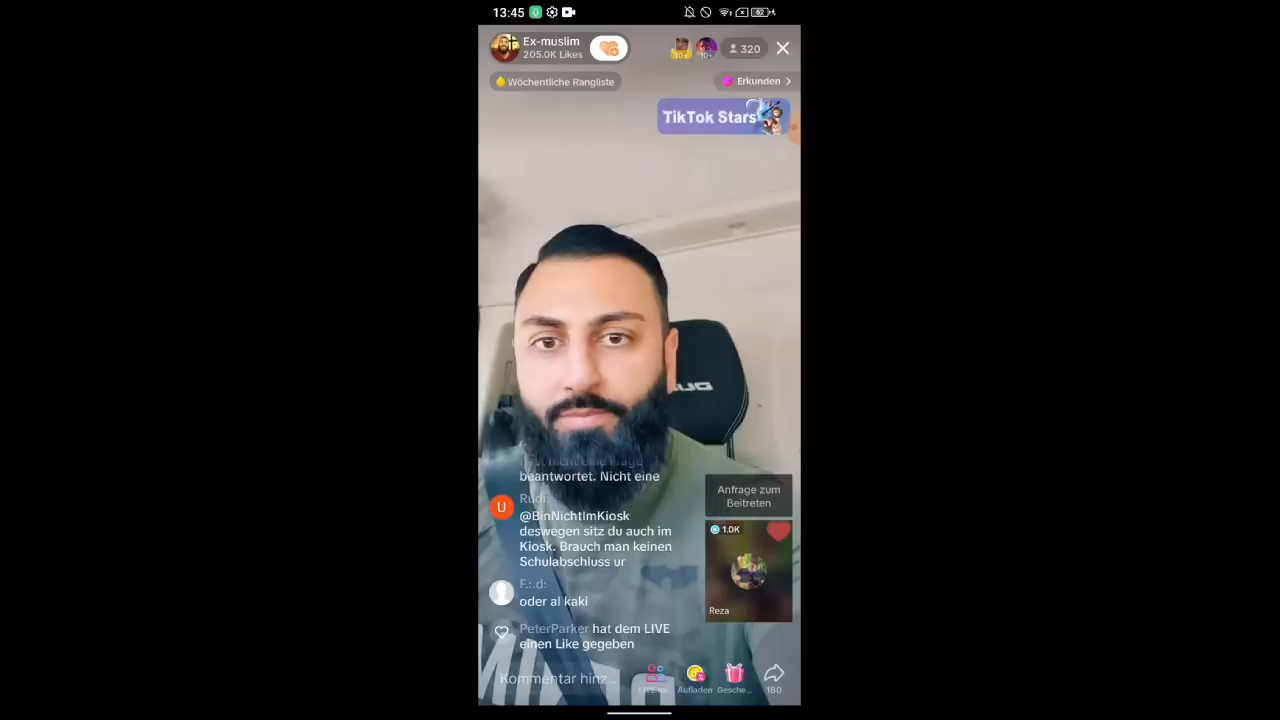 13:45
62
Ex-muslim
205.0K Likes
320
Wöchentliche Rangliste
Erkunden
TikTok Stars
beantwortet. Nicht eine
Rudi
@BinNichtImKiosk
deswegen sitz du auch im
Kiosk. Brauch man keinen
Schulabschluss ur
F.:.d:
oder al kaki
PeterParker hat dem LIVE
einen Like gegeben
Anfrage zum
Beitreten
1.0K
Reza
Kommentar hinz...
Aufladen
Gesche...
180